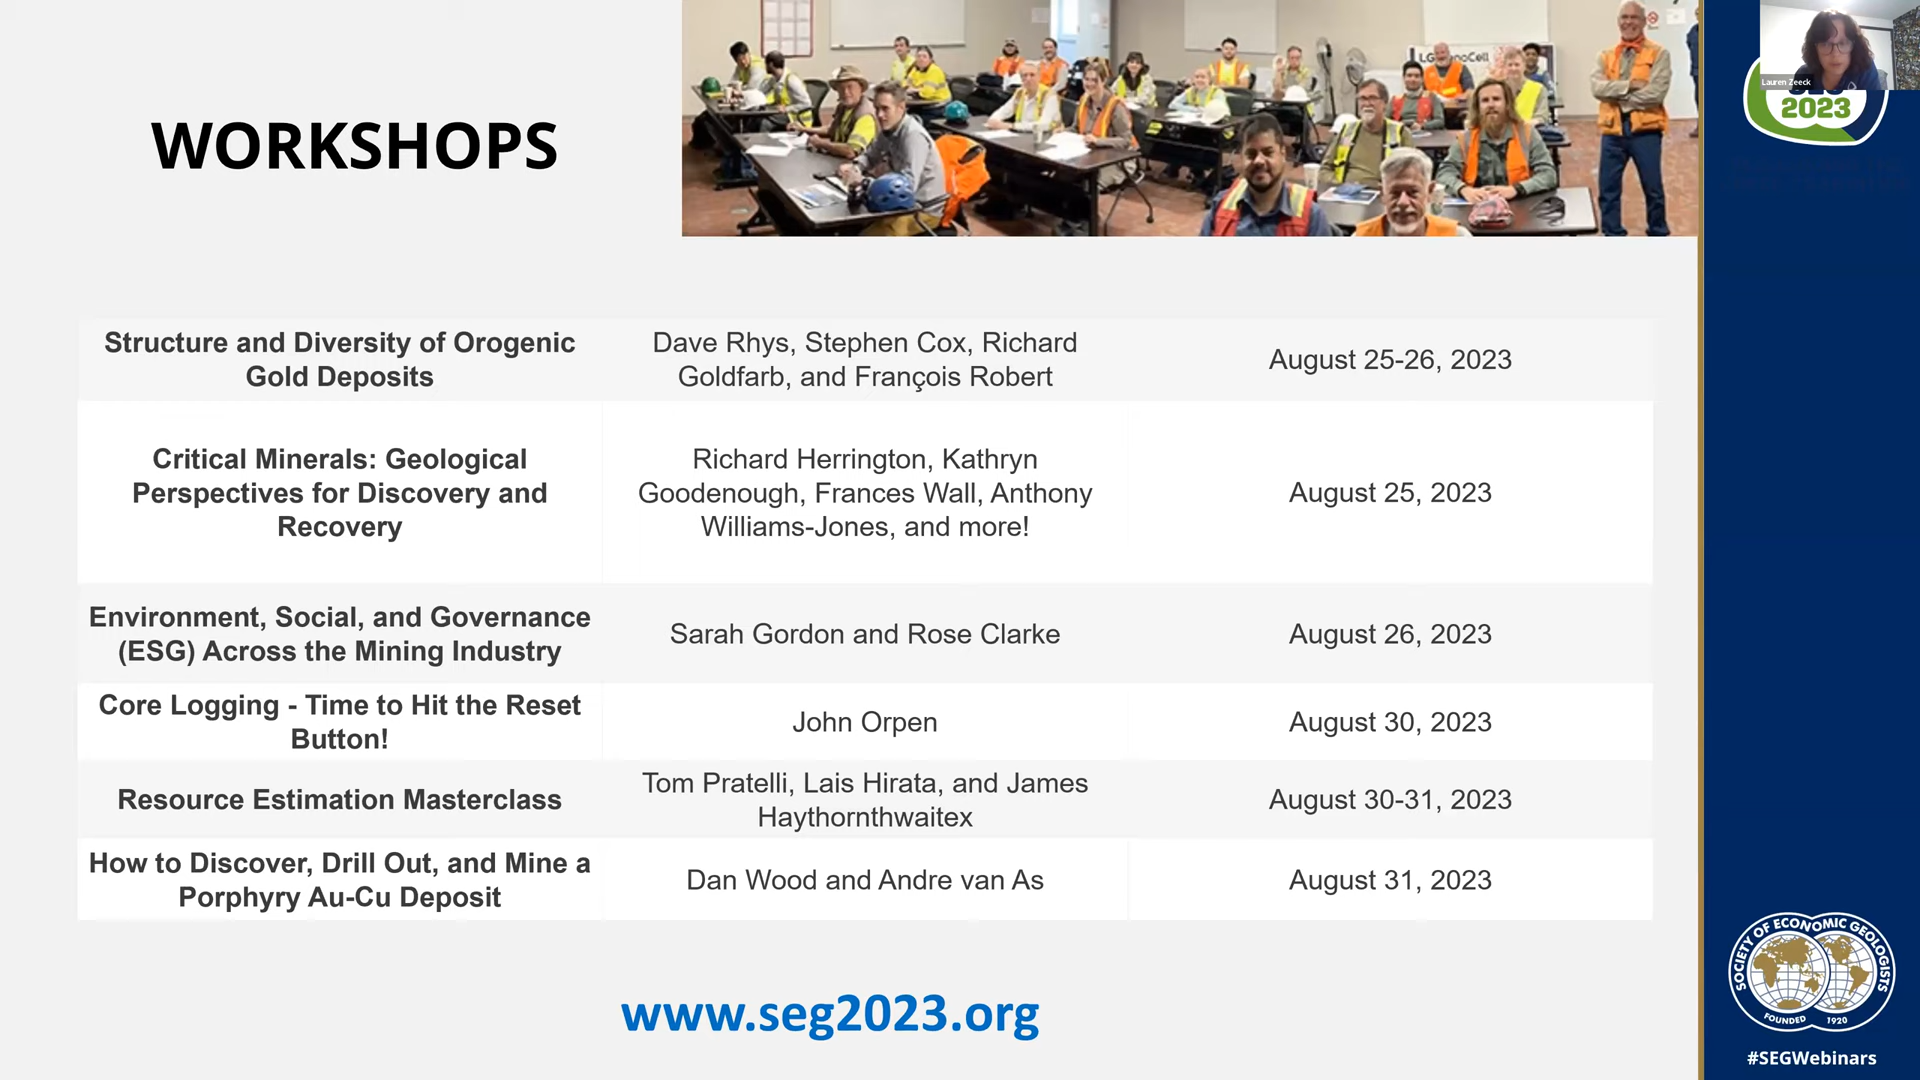 Lauren Zeeck
2023
WORKSHOPS
Structure and Diversity of Orogenic
Gold Deposits
Dave Rhys, Stephen Cox, Richard
Goldfarb, and François Robert
August 25-26, 2023
Critical Minerals: Geological
Perspectives for Discovery and
Recovery
Richard Herrington, Kathryn
Goodenough, Frances Wall, Anthony
Williams-Jones, and more!
August 25, 2023
Environment, Social, and Governance
(ESG) Across the Mining Industry
Sarah Gordon and Rose Clarke
August 26, 2023
Core Logging - Time to Hit the Reset
Button!
John Orpen
August 30, 2023
Resource Estimation Masterclass
Tom Pratelli, Lais Hirata, and James
Haythornthwaitex
August 30-31, 2023
How to Discover, Drill Out, and Mine a
Porphyry Au-Cu Deposit
Dan Wood and Andre van As
August 31, 2023
www.seg2023.org
SOCIETY OF ECONOMIC GEOLOGISTS
FOUNDED 1920
#SEGWebinars